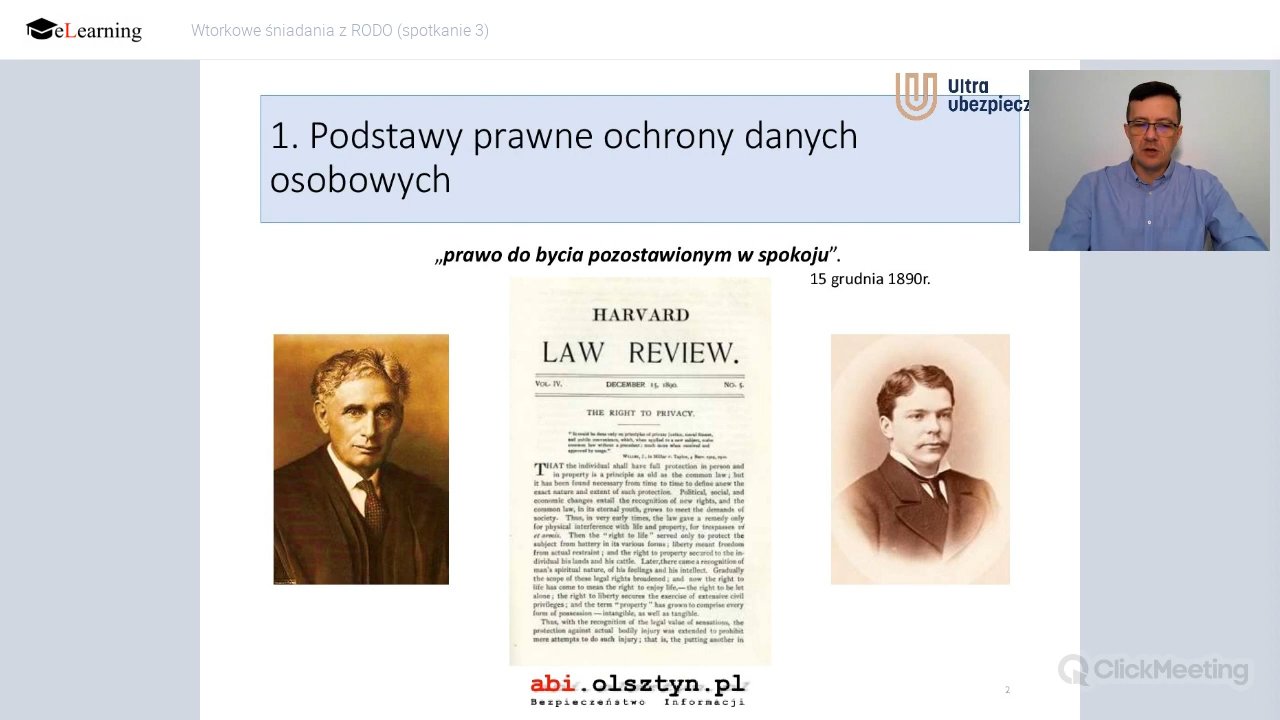 eLearning
Wtorkowe śniadania z RODO (spotkanie 3)
Ultra
ubezpiecz
1. Podstawy prawne ochrony danych
osobowych
„prawo do bycia pozostawionym w spokoju”.
15 grudnia 1890r.
HARVARD
LAW REVIEW.
VOL. IV. DECEMBER 15, 1890. NO. 5.
THE RIGHT TO PRIVACY.
THAT the individual shall have full protection in person and
in property is a principle as old as the common law; but
it has been found necessary from time to time to define anew the
exact nature and extent of such protection. Political, social, and
economic changes entail the recognition of new rights, and the
common law, in its eternal youth, grows to meet the demands of
society. Thus, in very early times, the law gave a remedy only
for physical interference with life and property, for trespasses vi
et armis. Then the "right to life" served only to protect the
subject from battery in its various forms; liberty meant freedom
from actual restraint; and the right to property secured to the in-
dividual his lands and his cattle. Later, there came a recognition of
man's spiritual nature, of his feelings and his intellect. Gradually
the scope of these legal rights broadened; and now the right to
life has come to mean the right to enjoy life,—the right to be let
alone; the right to liberty secures the exercise of extensive civil
privileges; and the term "property" has grown to comprise every
form of possession—intangible, as well as tangible.
Thus, with the recognition of the legal value of sensations, the
protection against actual bodily injury was extended to prohibit
mere attempts to do such injury; that is, the putting another in
abi.olsztyn.pl
Bezpieczeństwo Informacji
2
ClickMeeting